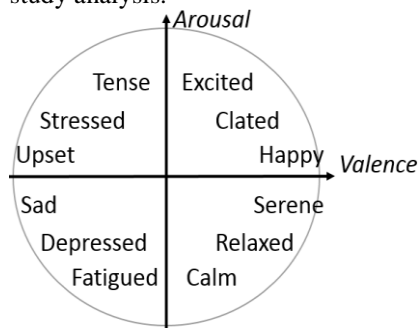 study analysis.
Arousal
Tense Excited
Stressed Clated
Upset Happy
Valence
Sad Serene
Depressed Relaxed
Fatigued Calm